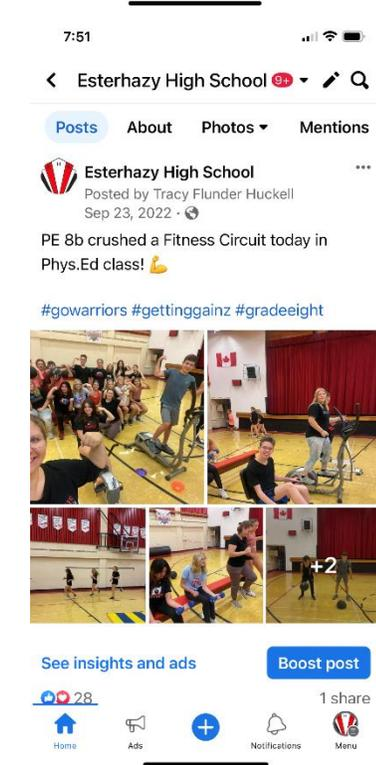 7:51
Esterhazy High School 9+
Posts About Photos Mentions
Esterhazy High School
Posted by Tracy Flunder Huckell
Sep 23, 2022 ·
PE 8b crushed a Fitness Circuit today in
Phys.Ed class! 💪
#gowarriors #gettinggainz #gradeeight
+2
See insights and ads Boost post
28 1 share
Home Ads Notifications Menu